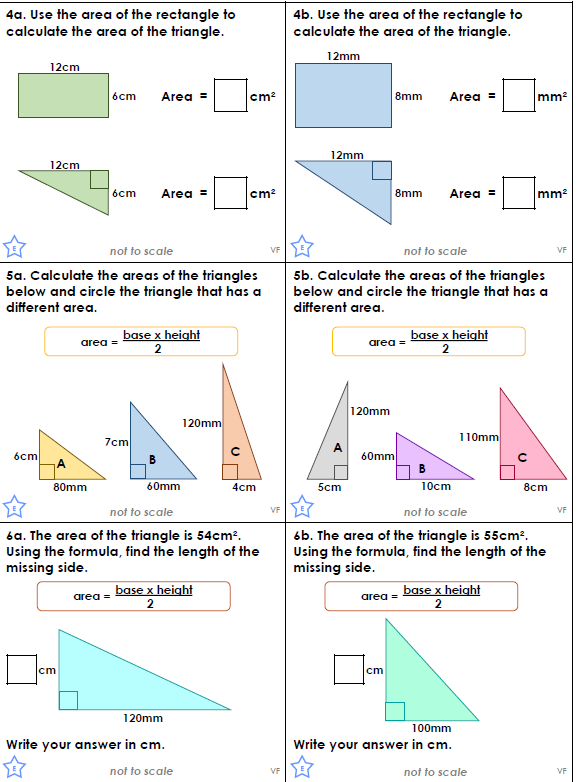 4a. Use the area of the rectangle to
calculate the area of the triangle.
12cm
6cm
Area = cm²
12cm
6cm
Area = cm²
E
not to scale
VF
4b. Use the area of the rectangle to
calculate the area of the triangle.
12mm
8mm
Area = mm²
12mm
8mm
Area = mm²
E
not to scale
VF
5a. Calculate the areas of the triangles
below and circle the triangle that has a
different area.
area = base x height
2
6cm
A
80mm
7cm
B
60mm
120mm
C
4cm
E
not to scale
VF
5b. Calculate the areas of the triangles
below and circle the triangle that has a
different area.
area = base x height
2
120mm
A
5cm
60mm
B
10cm
110mm
C
8cm
E
not to scale
VF
6a. The area of the triangle is 54cm².
Using the formula, find the length of the
missing side.
area = base x height
2
cm
120mm
Write your answer in cm.
E
not to scale
VF
6b. The area of the triangle is 55cm².
Using the formula, find the length of the
missing side.
area = base x height
2
cm
100mm
Write your answer in cm.
E
not to scale
VF